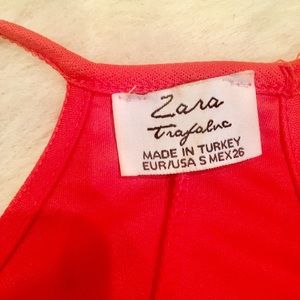 Zara
Trafaluc
MADE IN TURKEY
EUR/USA S MEX26